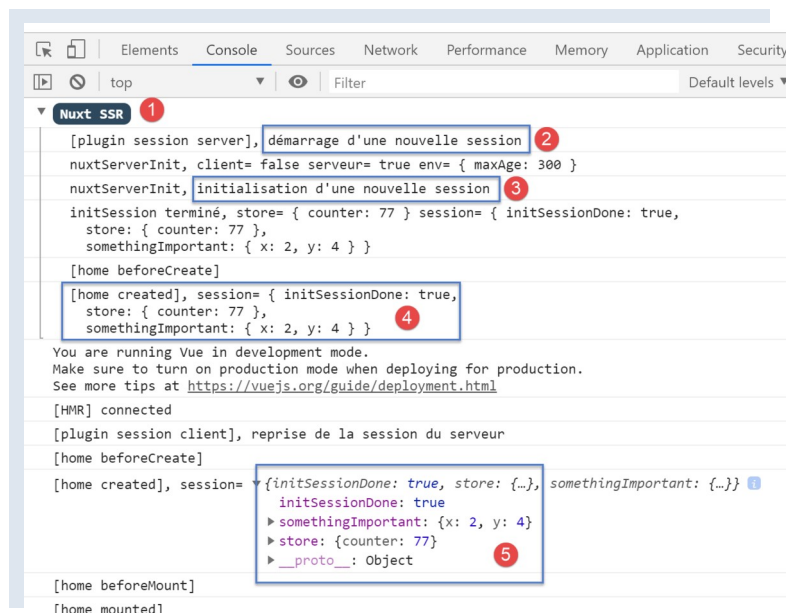 Elements Console Sources Network Performance Memory Application Security
top Filter Default levels
Nuxt SSR 1
[plugin session server], démarrage d'une nouvelle session 2
nuxtServerInit, client= false serveur= true env= { maxAge: 300 }
nuxtServerInit, initialisation d'une nouvelle session 3
initSession terminé, store= { counter: 77 } session= { initSessionDone: true,
store: { counter: 77 },
somethingImportant: { x: 2, y: 4 } }
[home beforeCreate]
[home created], session= { initSessionDone: true,
store: { counter: 77 }, 4
somethingImportant: { x: 2, y: 4 } }
You are running Vue in development mode.
Make sure to turn on production mode when deploying for production.
See more tips at https://vuejs.org/guide/deployment.html
[HMR] connected
[plugin session client], reprise de la session du serveur
[home beforeCreate]
[home created], session= {initSessionDone: true, store: {…}, somethingImportant: {…}} i
initSessionDone: true
somethingImportant: {x: 2, y: 4}
store: {counter: 77}
__proto__: Object 5
[home beforeMount]
[home mounted]